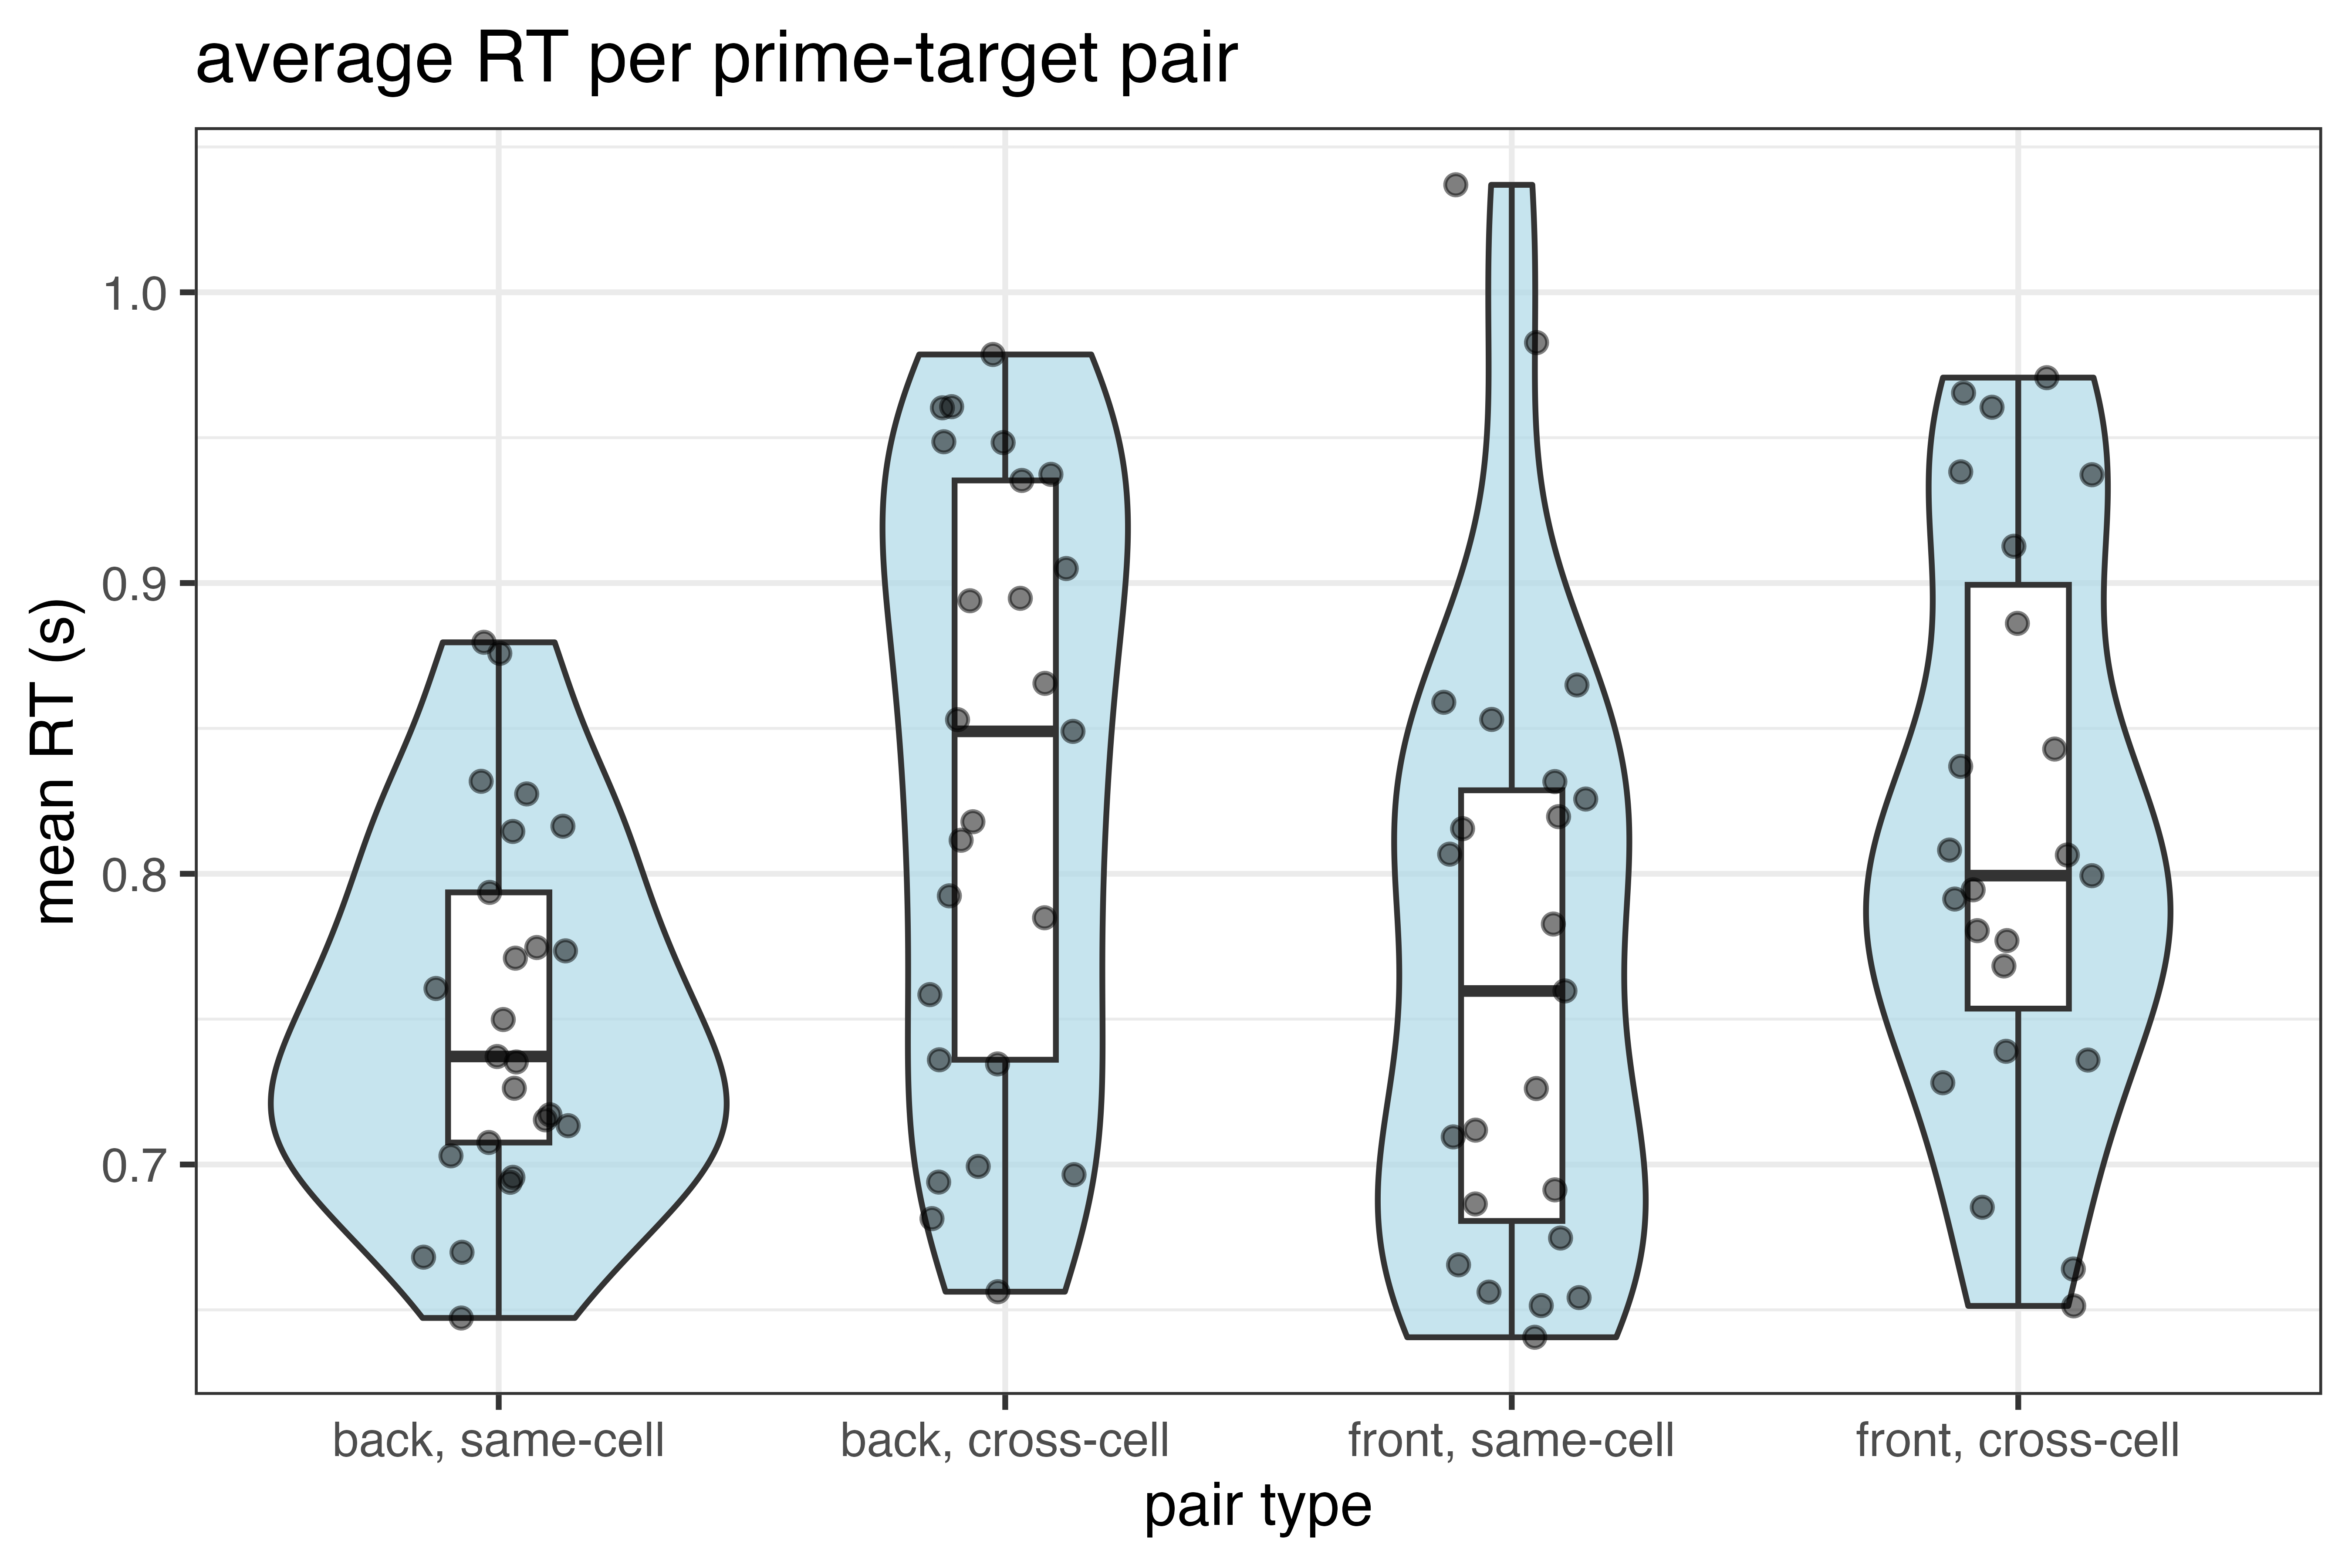 average RT per prime-target pair
mean RT (s)
1.0
0.9
0.8
0.7
back, same-cell
back, cross-cell
front, same-cell
front, cross-cell
pair type